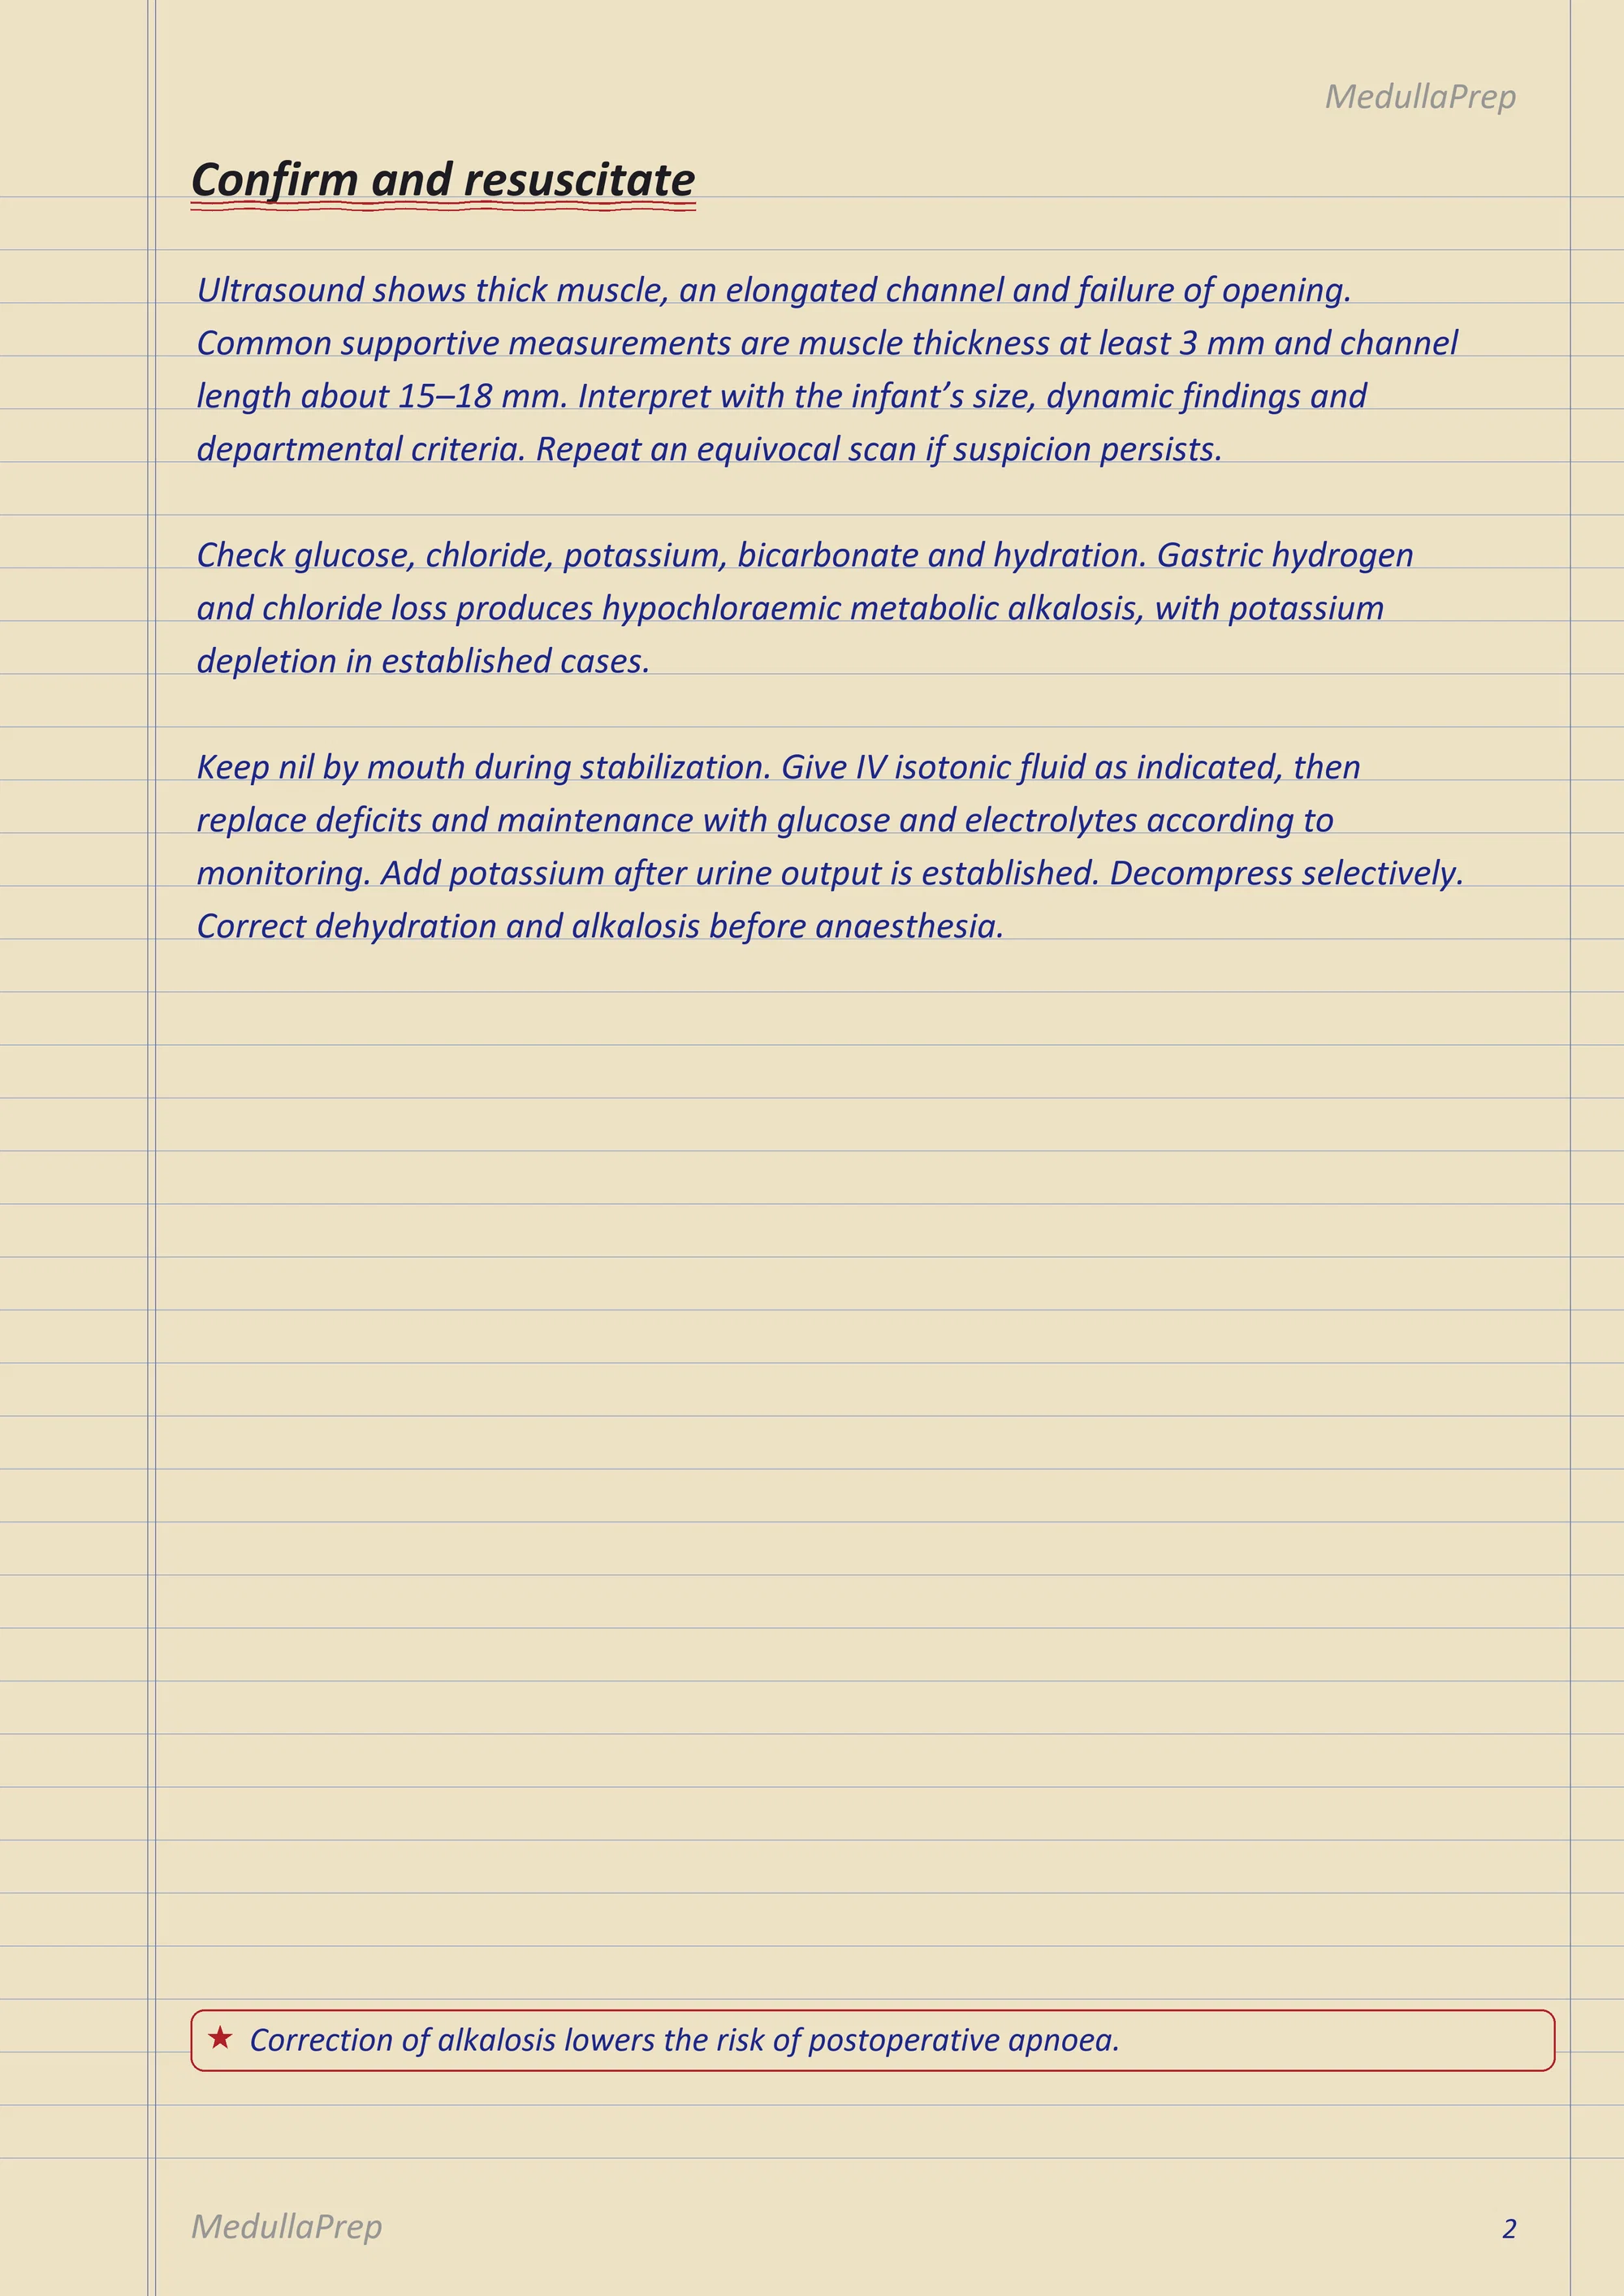 MedullaPrep
Confirm and resuscitate
Ultrasound shows thick muscle, an elongated channel and failure of opening.
Common supportive measurements are muscle thickness at least 3 mm and channel
length about 15–18 mm. Interpret with the infant’s size, dynamic findings and
departmental criteria. Repeat an equivocal scan if suspicion persists.
Check glucose, chloride, potassium, bicarbonate and hydration. Gastric hydrogen
and chloride loss produces hypochloraemic metabolic alkalosis, with potassium
depletion in established cases.
Keep nil by mouth during stabilization. Give IV isotonic fluid as indicated, then
replace deficits and maintenance with glucose and electrolytes according to
monitoring. Add potassium after urine output is established. Decompress selectively.
Correct dehydration and alkalosis before anaesthesia.
★ Correction of alkalosis lowers the risk of postoperative apnoea.
MedullaPrep
2